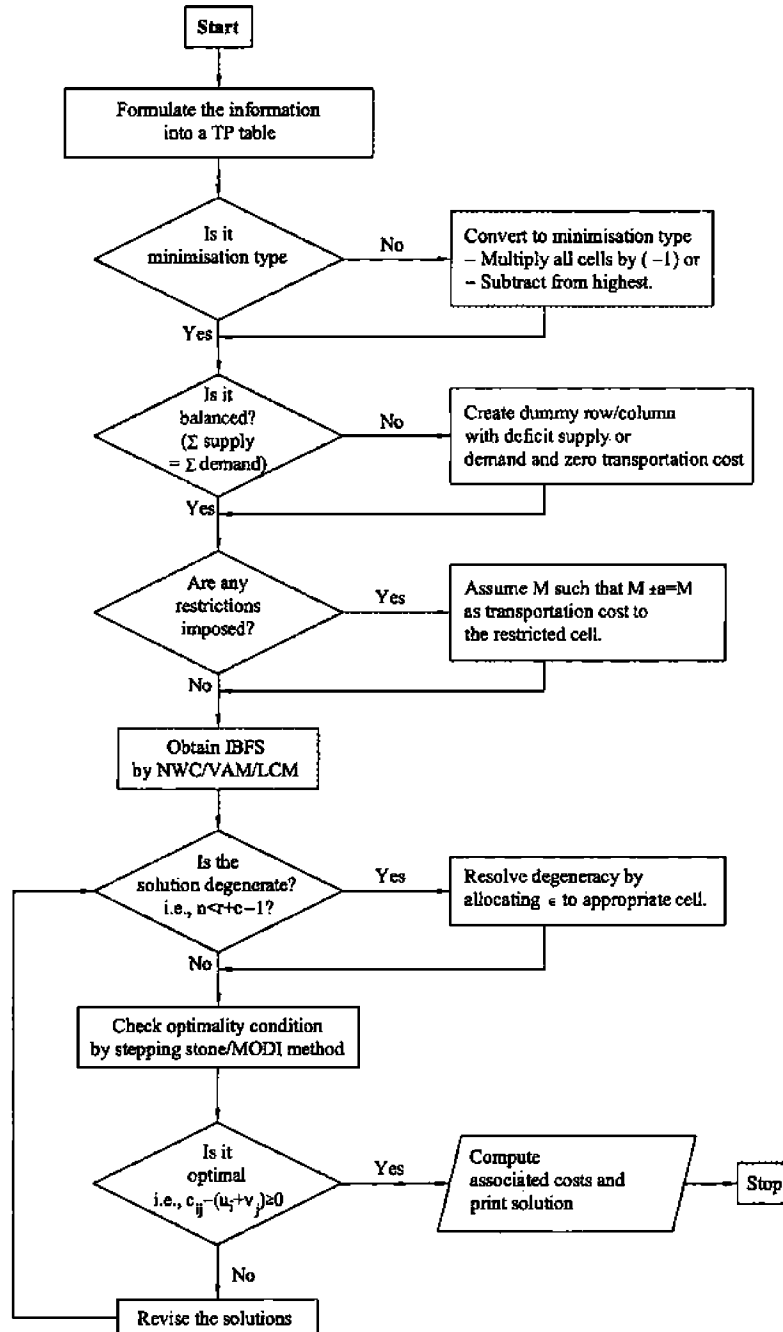 Start
Formulate the information
into a TP table
Is it
minimisation type
No
Convert to minimisation type
– Multiply all cells by ( –1) or
– Subtract from highest.
Yes
Is it
balanced?
(Σ supply
= Σ demand)
No
Create dummy row/column
with deficit supply or
demand and zero transportation cost
Yes
Are any
restrictions
imposed?
Yes
Assume M such that M ±a=M
as transportation cost to
the restricted cell.
No
Obtain IBFS
by NWC/VAM/LCM
Is the
solution degenerate?
i.e., n<r+c–1?
Yes
Resolve degeneracy by
allocating ε to appropriate cell.
No
Check optimality condition
by stepping stone/MODI method
Is it
optimal
i.e., c_ij–(u_i+v_j)≥0
Yes
Compute
associated costs and
print solution
Stop
No
Revise the solutions